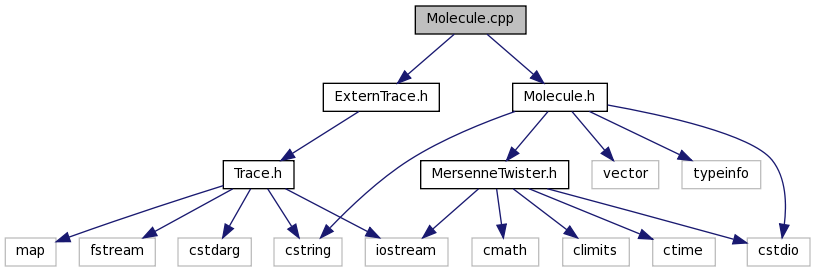 Molecule.cpp
ExternTrace.h
Molecule.h
Trace.h
MersenneTwister.h
vector
typeinfo
map
fstream
cstdarg
cstring
iostream
cmath
climits
ctime
cstdio